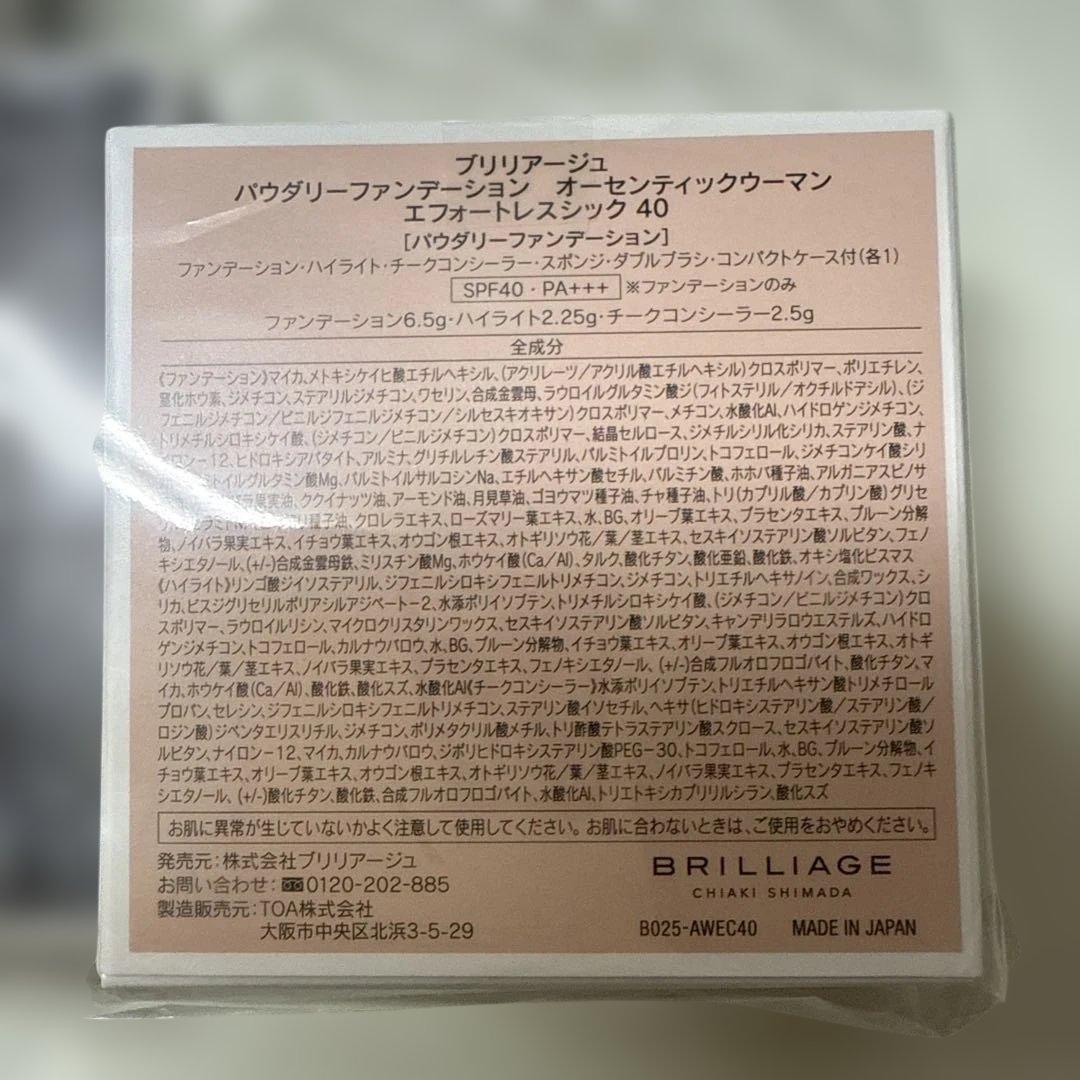 ブリリアージュ
パウダリーファンデーション　オーセンティックウーマン
エフォートレスシック 40
[パウダリーファンデーション]
ファンデーション・ハイライト・チークコンシーラー・スポンジ・ダブルブラシ・コンパクトケース付(各1)
SPF40・PA+++ ※ファンデーションのみ
ファンデーション6.5g・ハイライト2.25g・チークコンシーラー2.5g
全成分
《ファンデーション》マイカ、メトキシケイヒ酸エチルヘキシル、(アクリレーツ／アクリル酸エチルヘキシル)クロスポリマー、ポリエチレン、
窒化ホウ素、ジメチコン、ステアリルジメチコン、ワセリン、合成金雲母、ラウロイルグルタミン酸ジ(フィトステリル／オクチルドデシル)、(ジ
フェニルジメチコン／ビニルジフェニルジメチコン／シルセスキオキサン)クロスポリマー、メチコン、水酸化Al、ハイドロゲンジメチコン、
トリメチルシロキシケイ酸、(ジメチコン／ビニルジメチコン)クロスポリマー、結晶セルロース、ジメチルシリル化シリカ、ステアリン酸、ナ
イロン−12、ヒドロキシアパタイト、アルミナ、グリチルレチン酸ステアリル、パルミトイルプロリン、トコフェロール、ジメチコンケイ酸シリ
パルミトイルグルタミン酸Mg、パルミトイルサルコシンNa、エチルヘキサン酸セチル、パルミチン酸、ホホバ種子油、アルガニアスピノサ
果実油、ククイナッツ油、アーモンド油、月見草油、ゴヨウマツ種子油、チャ種子油、トリ(カプリル酸／カプリン酸)グリセ
種子油、クロレラエキス、ローズマリー葉エキス、水、BG、オリーブ葉エキス、プラセンタエキス、プルーン分解
物、ノイバラ果実エキス、イチョウ葉エキス、オウゴン根エキス、オトギリソウ花／葉／茎エキス、セスキイソステアリン酸ソルビタン、フェノ
キシエタノール、(+/-)合成金雲母鉄、ミリスチン酸Mg、ホウケイ酸(Ca／Al)、タルク、酸化チタン、酸化亜鉛、酸化鉄、オキシ塩化ビスマス
《ハイライト》リンゴ酸ジイソステアリル、ジフェニルシロキシフェニルトリメチコン、ジメチコン、トリエチルヘキサノイン、合成ワックス、シ
リカ、ビスジグリセリルポリアシルアジペート−2、水添ポリイソブテン、トリメチルシロキシケイ酸、(ジメチコン／ビニルジメチコン)クロ
スポリマー、ラウロイルリシン、マイクロクリスタリンワックス、セスキイソステアリン酸ソルビタン、キャンデリラロウエステルズ、ハイドロ
ゲンジメチコン、トコフェロール、カルナウバロウ、水、BG、プルーン分解物、イチョウ葉エキス、オリーブ葉エキス、オウゴン根エキス、オトギ
リソウ花／葉／茎エキス、ノイバラ果実エキス、プラセンタエキス、フェノキシエタノール、(+/-)合成フルオロフロゴパイト、酸化チタン、マ
イカ、ホウケイ酸(Ca／Al)、酸化鉄、酸化スズ、水酸化Al《チークコンシーラー》水添ポリイソブテン、トリエチルヘキサン酸トリメチロール
プロパン、セレシン、ジフェニルシロキシフェニルトリメチコン、ステアリン酸イソセチル、ヘキサ(ヒドロキシステアリン酸／ステアリン酸／
ロジン酸)ジペンタエリスリチル、ジメチコン、ポリメタクリル酸メチル、トリ酢酸テトラステアリン酸スクロース、セスキイソステアリン酸ソ
ルビタン、ナイロン−12、マイカ、カルナウバロウ、ジポリヒドロキシステアリン酸PEG−30、トコフェロール、水、BG、プルーン分解物、イ
チョウ葉エキス、オリーブ葉エキス、オウゴン根エキス、オトギリソウ花／葉／茎エキス、ノイバラ果実エキス、プラセンタエキス、フェノキ
シエタノール、(+/-)酸化チタン、酸化鉄、合成フルオロフロゴパイト、水酸化Al、トリエトキシカプリリルシラン、酸化スズ
お肌に異常が生じていないかよく注意して使用してください。お肌に合わないときは、ご使用をおやめください。
発売元：株式会社ブリリアージュ
お問い合わせ：0120-202-885
製造販売元：TOA株式会社
大阪市中央区北浜3-5-29
BRILLIAGE
CHIAKI SHIMADA
B025-AWEC40 MADE IN JAPAN